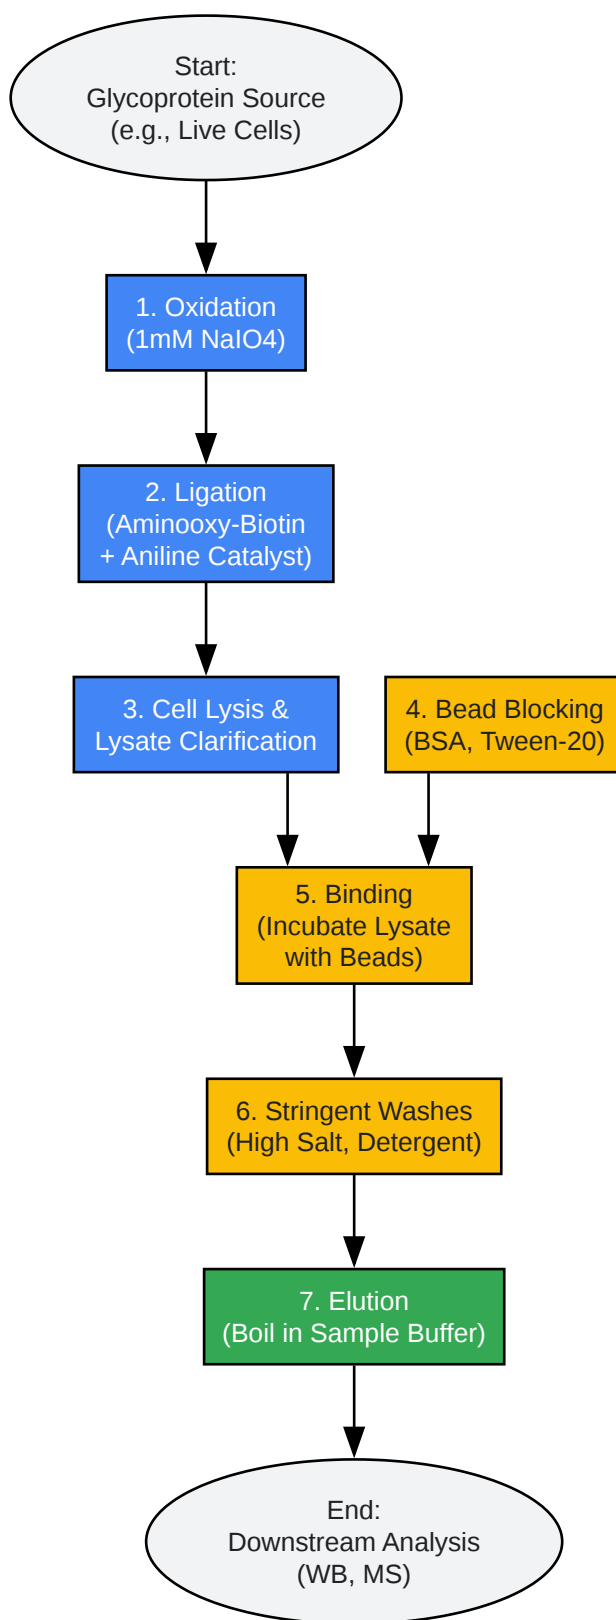 Start:
Glycoprotein Source
(e.g., Live Cells)
1. Oxidation
(1mM NaIO4)
2. Ligation
(Aminooxy-Biotin
+ Aniline Catalyst)
3. Cell Lysis &
Lysate Clarification
4. Bead Blocking
(BSA, Tween-20)
5. Binding
(Incubate Lysate
with Beads)
6. Stringent Washes
(High Salt, Detergent)
7. Elution
(Boil in Sample Buffer)
End:
Downstream Analysis
(WB, MS)